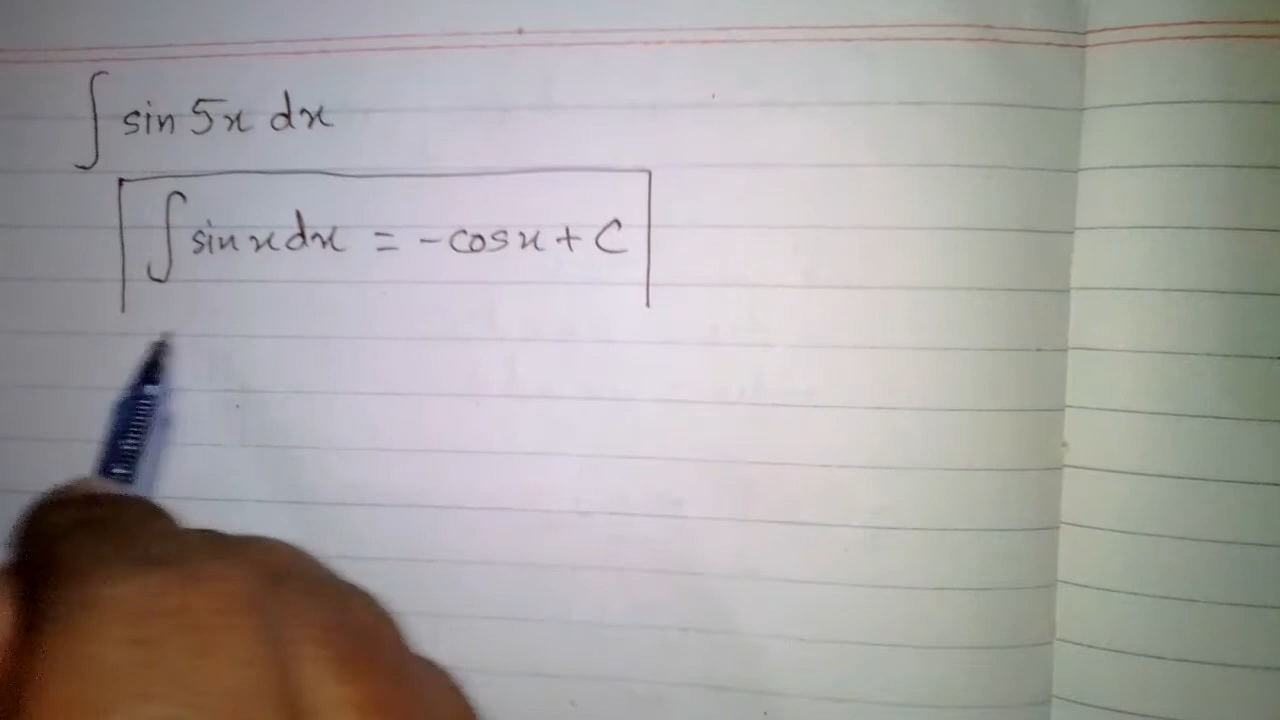 ∫ sin 5x dx
∫ sin x dx = -cos x + C